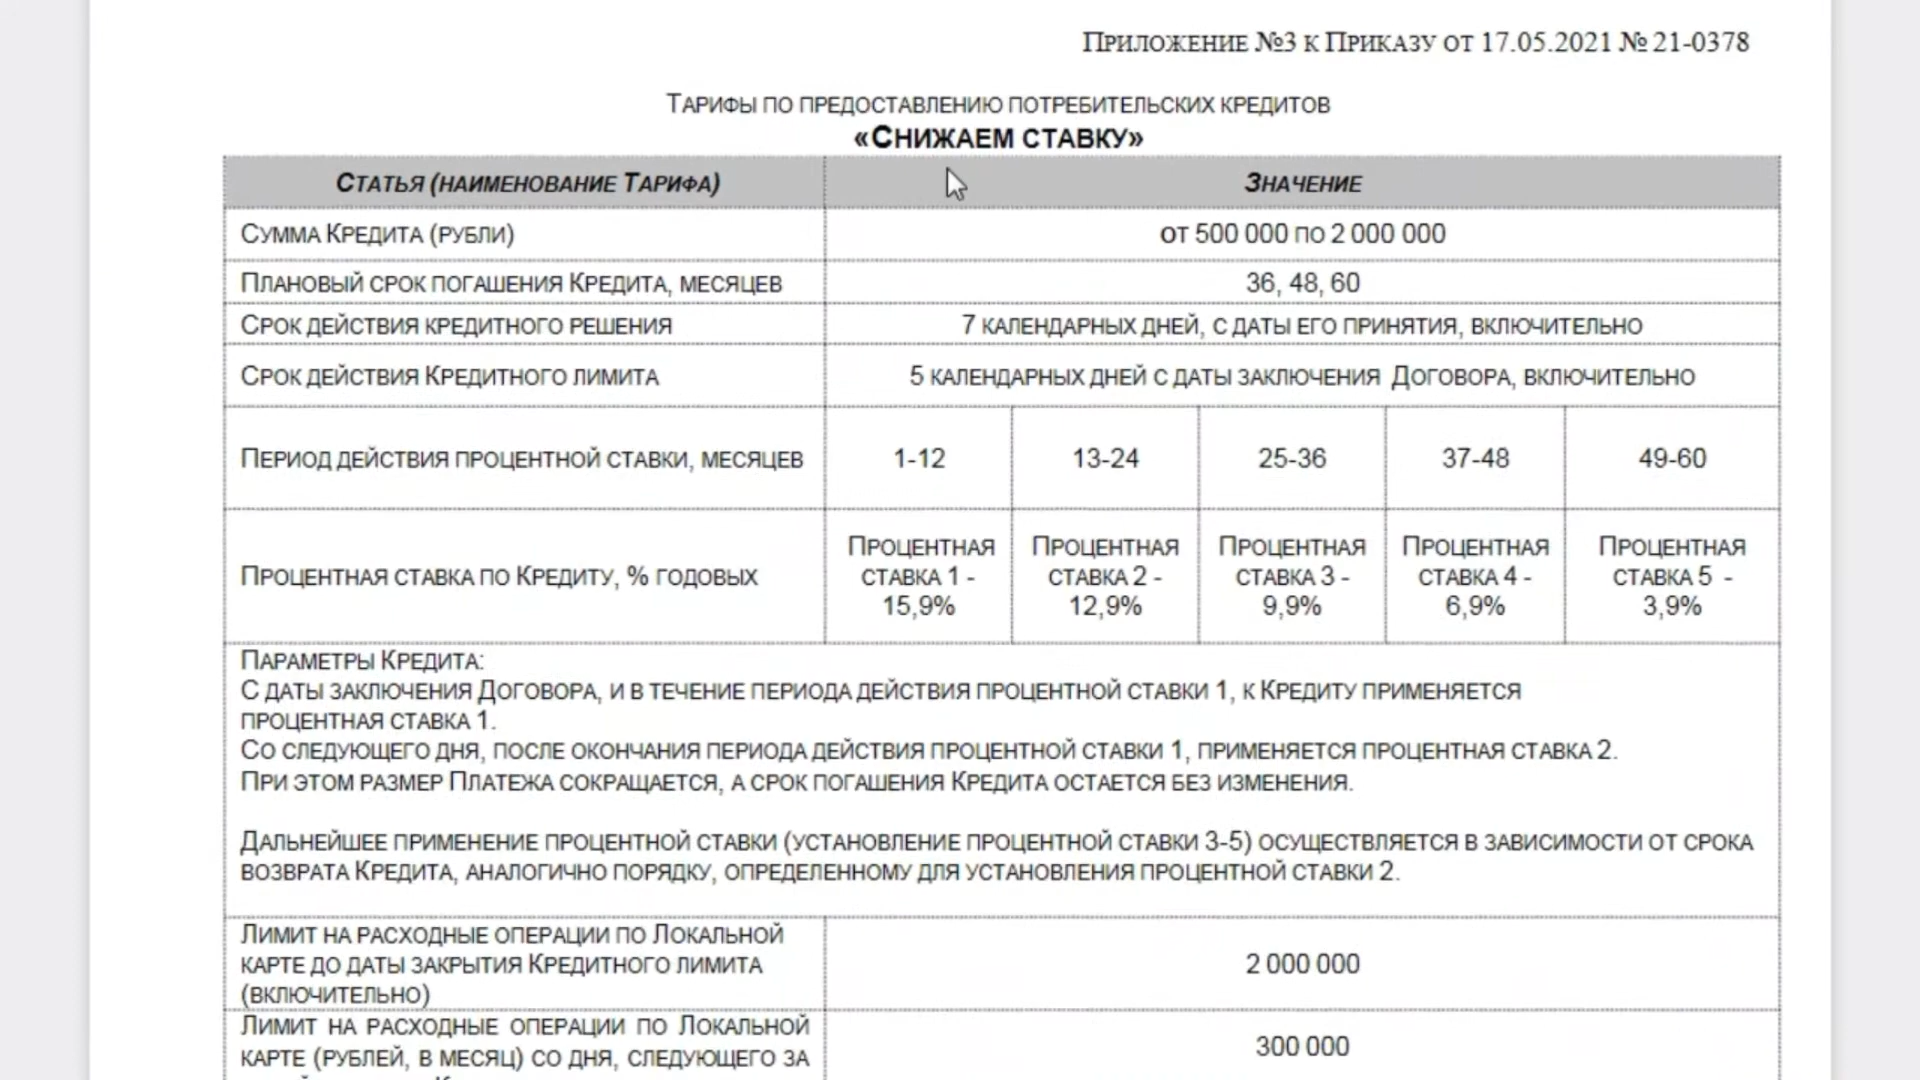 Приложение №3 к Приказу от 17.05.2021 № 21-0378
Тарифы по предоставлению потребительских кредитов
«Снижаем ставку»
Статья (наименование Тарифа) Значение
Сумма Кредита (рубли) от 500 000 по 2 000 000
Плановый срок погашения Кредита, месяцев 36, 48, 60
Срок действия кредитного решения 7 календарных дней, с даты его принятия, включительно
Срок действия Кредитного лимита 5 календарных дней с даты заключения Договора, включительно
Период действия процентной ставки, месяцев 1-12 13-24 25-36 37-48 49-60
Процентная ставка по Кредиту, % годовых
Процентная
ставка 1 -
15,9%
Процентная
ставка 2 -
12,9%
Процентная
ставка 3 -
9,9%
Процентная
ставка 4 -
6,9%
Процентная
ставка 5 -
3,9%
Параметры Кредита:
С даты заключения Договора, и в течение периода действия процентной ставки 1, к Кредиту применяется
процентная ставка 1.
Со следующего дня, после окончания периода действия процентной ставки 1, применяется процентная ставка 2.
При этом размер Платежа сокращается, а срок погашения Кредита остается без изменения.
Дальнейшее применение процентной ставки (установление процентной ставки 3-5) осуществляется в зависимости от срока
возврата Кредита, аналогично порядку, определенному для установления процентной ставки 2.
Лимит на расходные операции по Локальной
карте до даты закрытия Кредитного лимита
(включительно)
2 000 000
Лимит на расходные операции по Локальной
карте (рублей, в месяц) со дня, следующего за
300 000